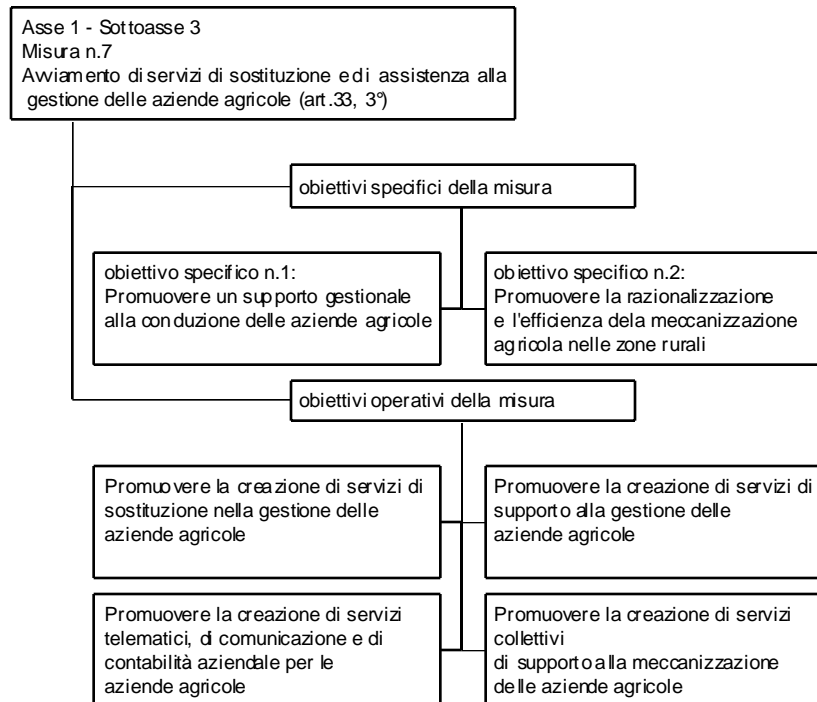 Asse 1 - Sottoasse 3
Misura n.7
Avviamento di servizi di sostituzione e di assistenza alla
gestione delle aziende agricole (art.33, 3°)
obiettivi specifici della misura
obiettivo specifico n.1:
Promuovere un supporto gestionale
alla conduzione delle aziende agricole
obiettivo specifico n.2:
Promuovere la razionalizzazione
e l'efficienza dela meccanizzazione
agricola nelle zone rurali
obiettivi operativi della misura
Promuovere la creazione di servizi di
sostituzione nella gestione delle
aziende agricole
Promuovere la creazione di servizi di
supporto alla gestione delle
aziende agricole
Promuovere la creazione di servizi
telematici, di comunicazione e di
contabilità aziendale per le
aziende agricole
Promuovere la creazione di servizi
collettivi
di supporto alla meccanizzazione
delle aziende agricole